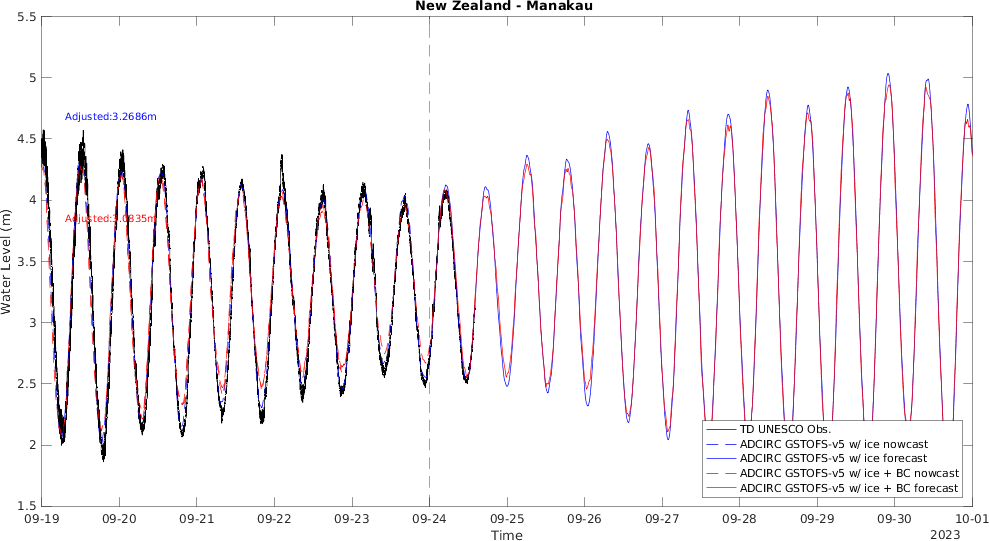 New Zealand - Manakau
Water Level (m)
5.5
5
4.5
4
3.5
3
2.5
2
1.5
Adjusted:3.2686m
Adjusted:3.0835m
TD UNESCO Obs.
ADCIRC GSTOFS-v5 w/ ice nowcast
ADCIRC GSTOFS-v5 w/ ice forecast
ADCIRC GSTOFS-v5 w/ ice + BC nowcast
ADCIRC GSTOFS-v5 w/ ice + BC forecast
09-19 09-20 09-21 09-22 09-23 09-24 09-25 09-26 09-27 09-28 09-29 09-30 10-01
Time
2023